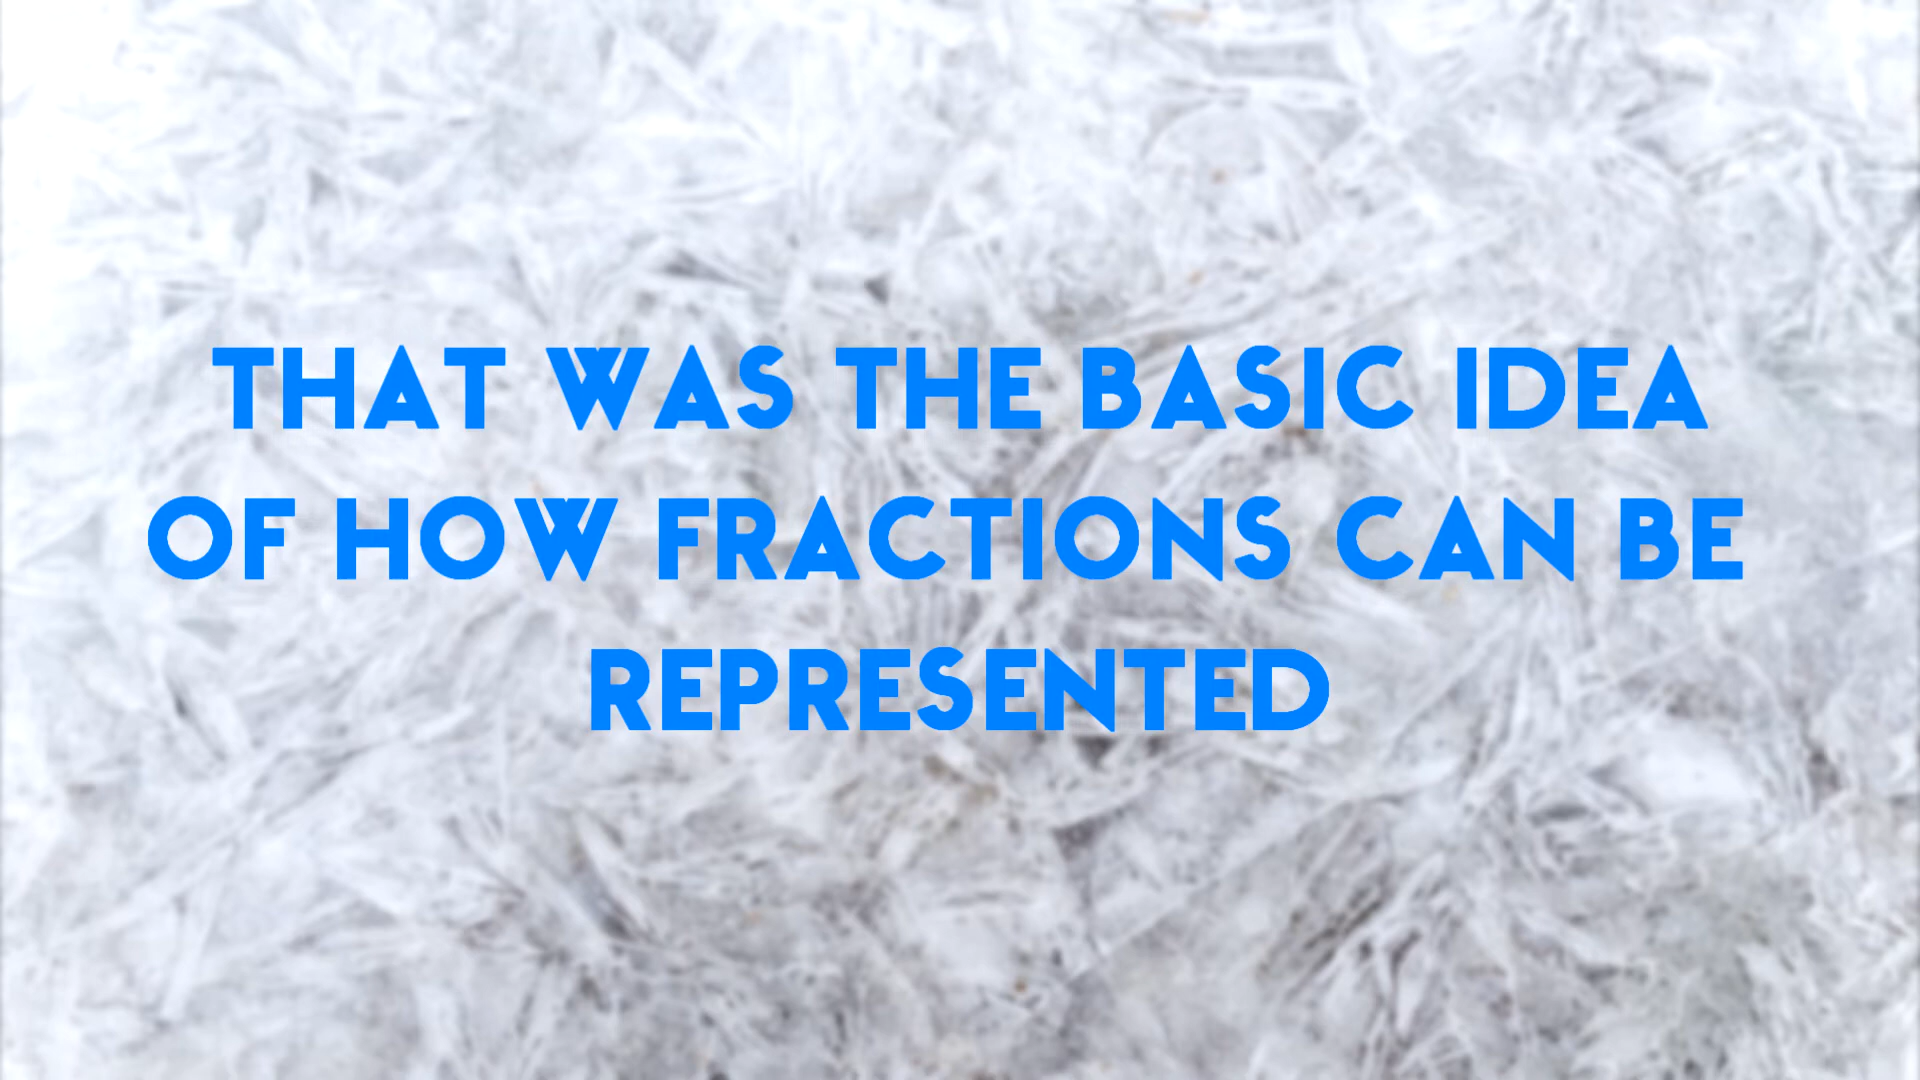 THAT WAS THE BASIC IDEA
OF HOW FRACTIONS CAN BE
REPRESENTED